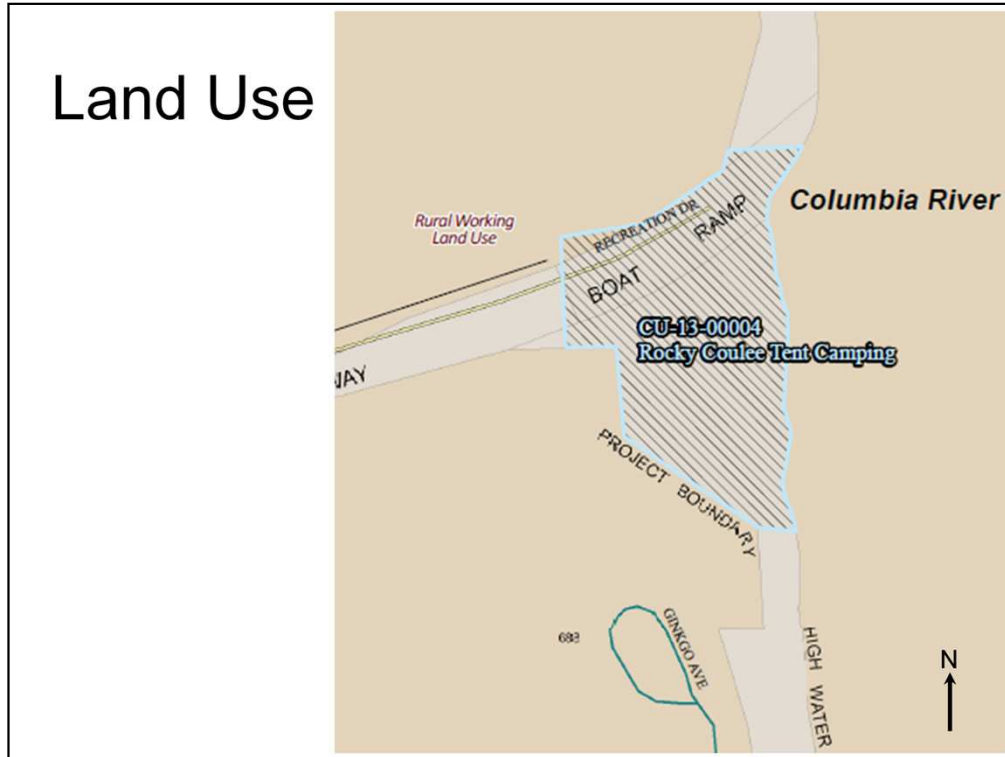 Land Use
Columbia River
Rural Working
Land Use
RECREATION DR
BOAT RAMP
CU-13-00004
Rocky Coulee Tent Camping
WAY
PROJECT BOUNDARY
688
GINKGO AVE
HIGH WATER
N